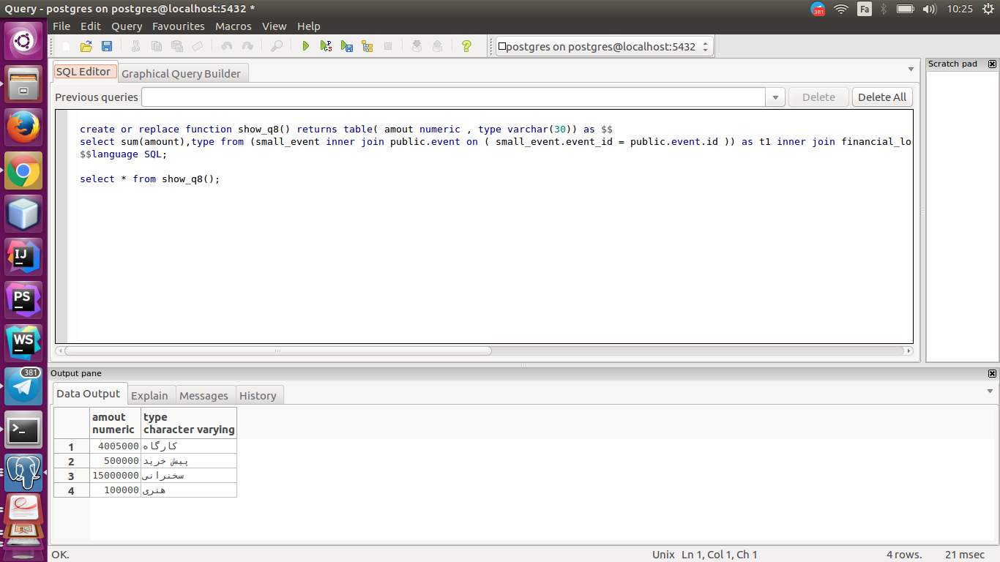 Query - postgres on postgres@localhost:5432 *
381
Fa
10:25
File Edit Query Favourites Macros View Help
postgres on postgres@localhost:5432
SQL Editor
Graphical Query Builder
Scratch pad
Previous queries
Delete
Delete All
create or replace function show_q8() returns table( amout numeric , type varchar(30)) as $$
select sum(amount),type from (small_event inner join public.event on ( small_event.event_id = public.event.id )) as t1 inner join financial_lo
$$language SQL;
select * from show_q8();
IJ
PS
WS
381
Output pane
Data Output
Explain
Messages
History
amout numeric
type character varying
1 4005000 کارگاه
2 500000 پیش خرید
3 15000000 سخنرانی
4 100000 هنری
OK.
Unix Ln 1, Col 1, Ch 1
4 rows.
21 msec